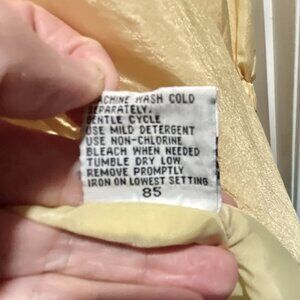 MACHINE WASH COLD
SEPARATELY.
GENTLE CYCLE
USE MILD DETERGENT
USE NON-CHLORINE
BLEACH WHEN NEEDED
TUMBLE DRY LOW
REMOVE PROMPTLY
IRON ON LOWEST SETTING
85